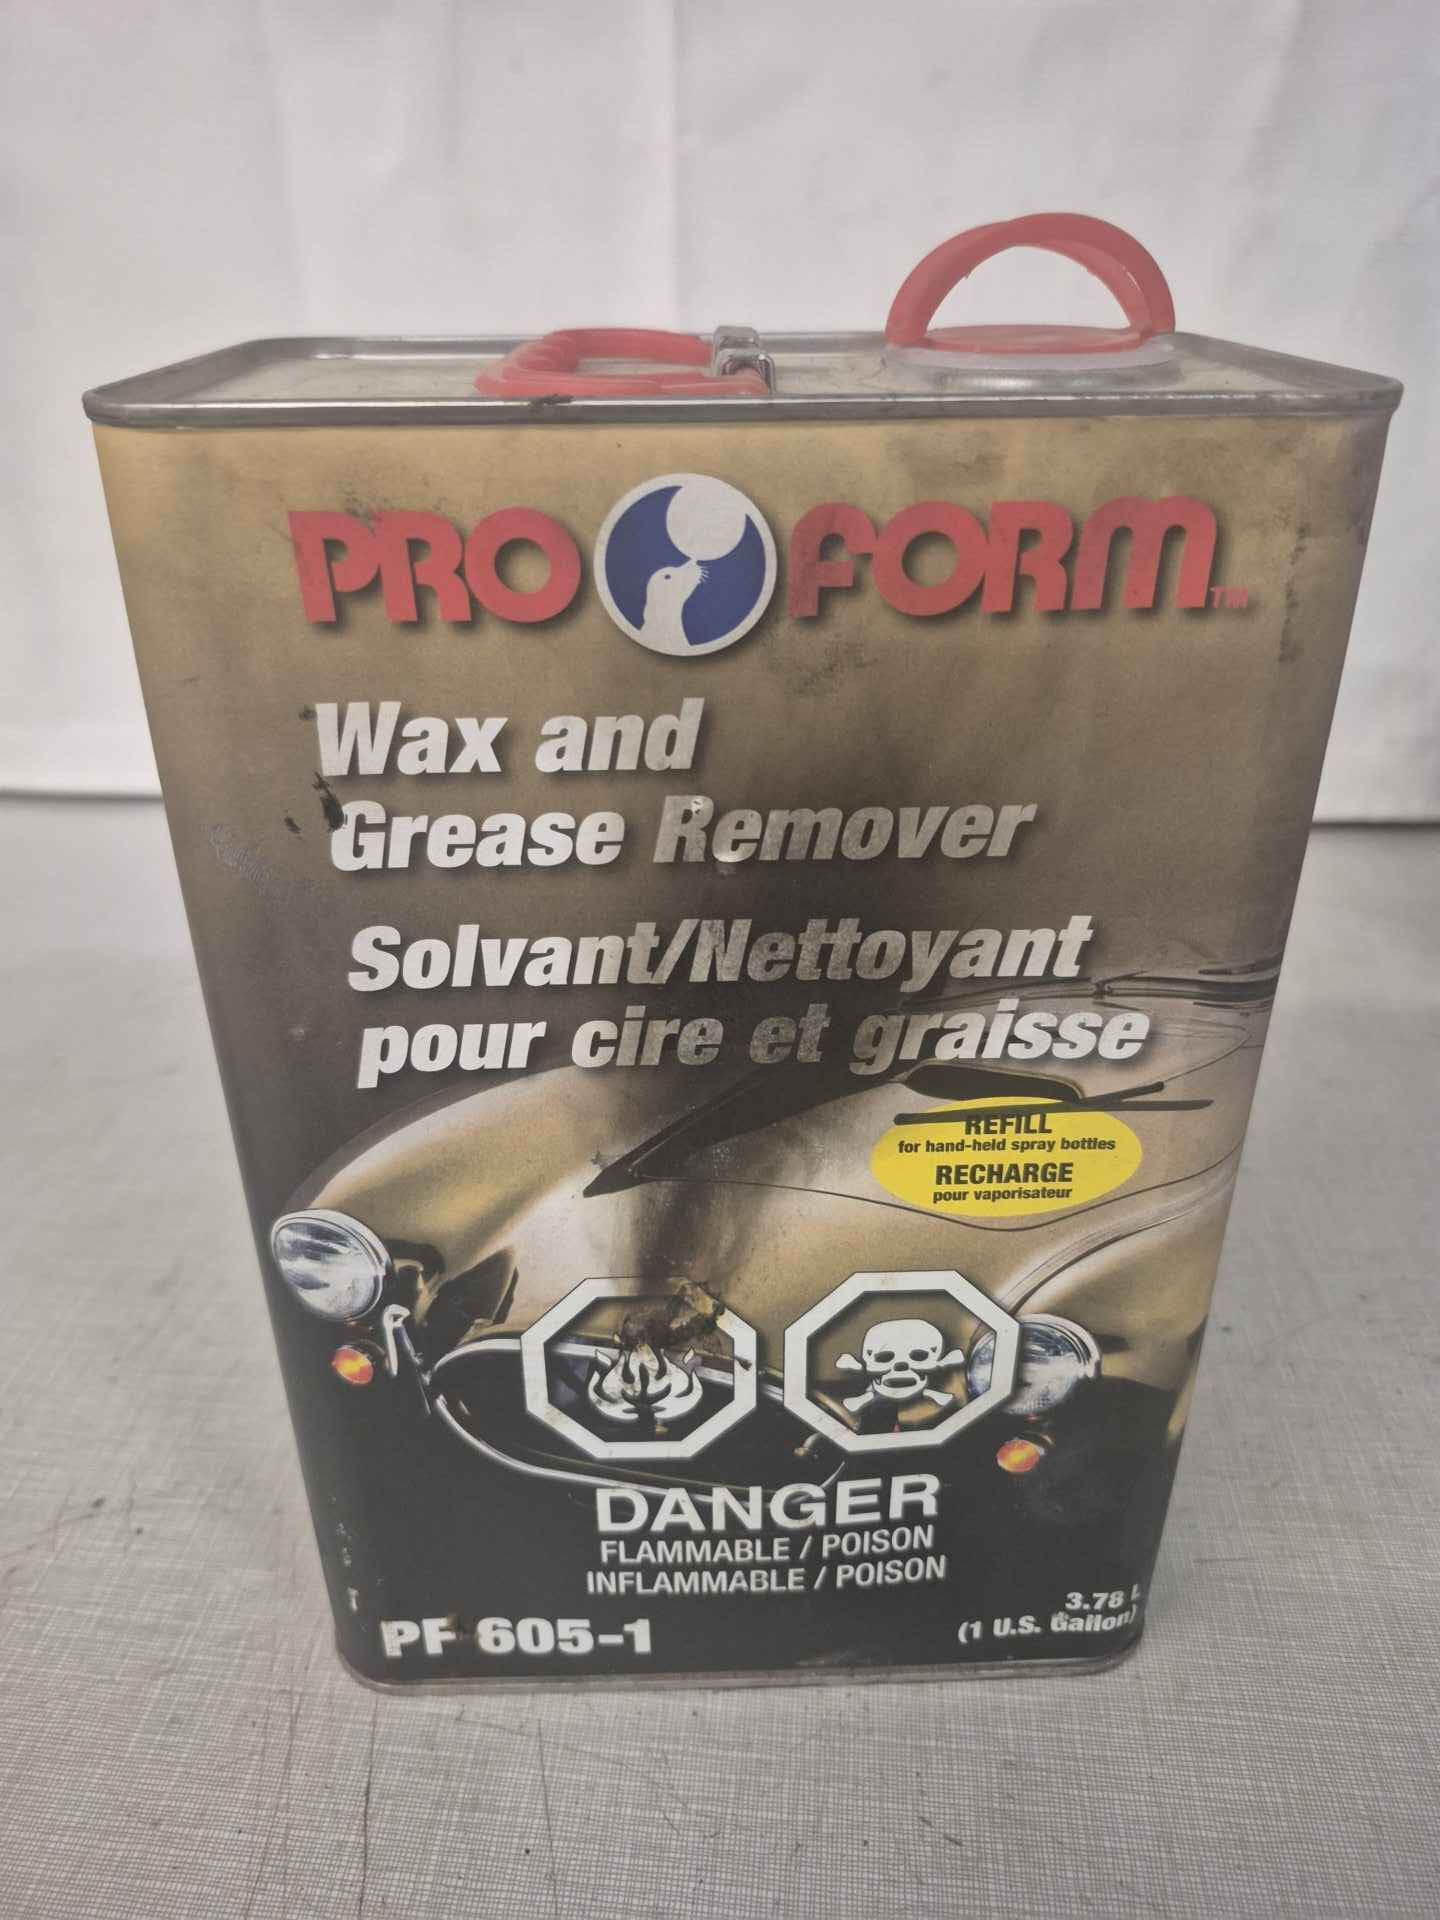 PRO FORM TM
Wax and
Grease Remover
Solvant/Nettoyant
pour cire et graisse
REFILL
for hand-held spray bottles
RECHARGE
pour vaporisateur
DANGER
FLAMMABLE / POISON
INFLAMMABLE / POISON
PF 605-1
3.78 L
(1 U.S. Gallon)